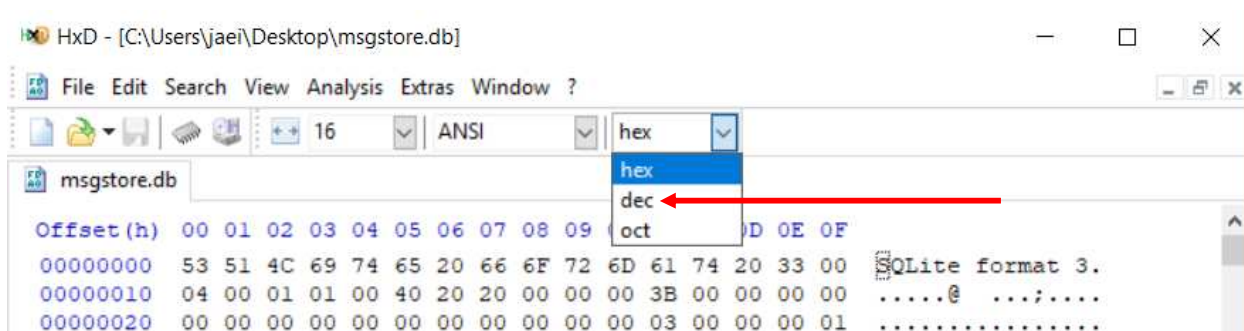 HxD - [C:\Users\jaei\Desktop\msgstore.db]
File Edit Search View Analysis Extras Window ?
16 ANSI hex
hex
msgstore.db
dec
Offset(h) 00 01 02 03 04 05 06 07 08 09 oct 0D 0E 0F
00000000 53 51 4C 69 74 65 20 66 6F 72 6D 61 74 20 33 00 SQLite format 3.
00000010 04 00 01 01 00 40 20 20 00 00 00 3B 00 00 00 00 .....@ ...;....
00000020 00 00 00 00 00 00 00 00 00 00 00 03 00 00 00 01 ................